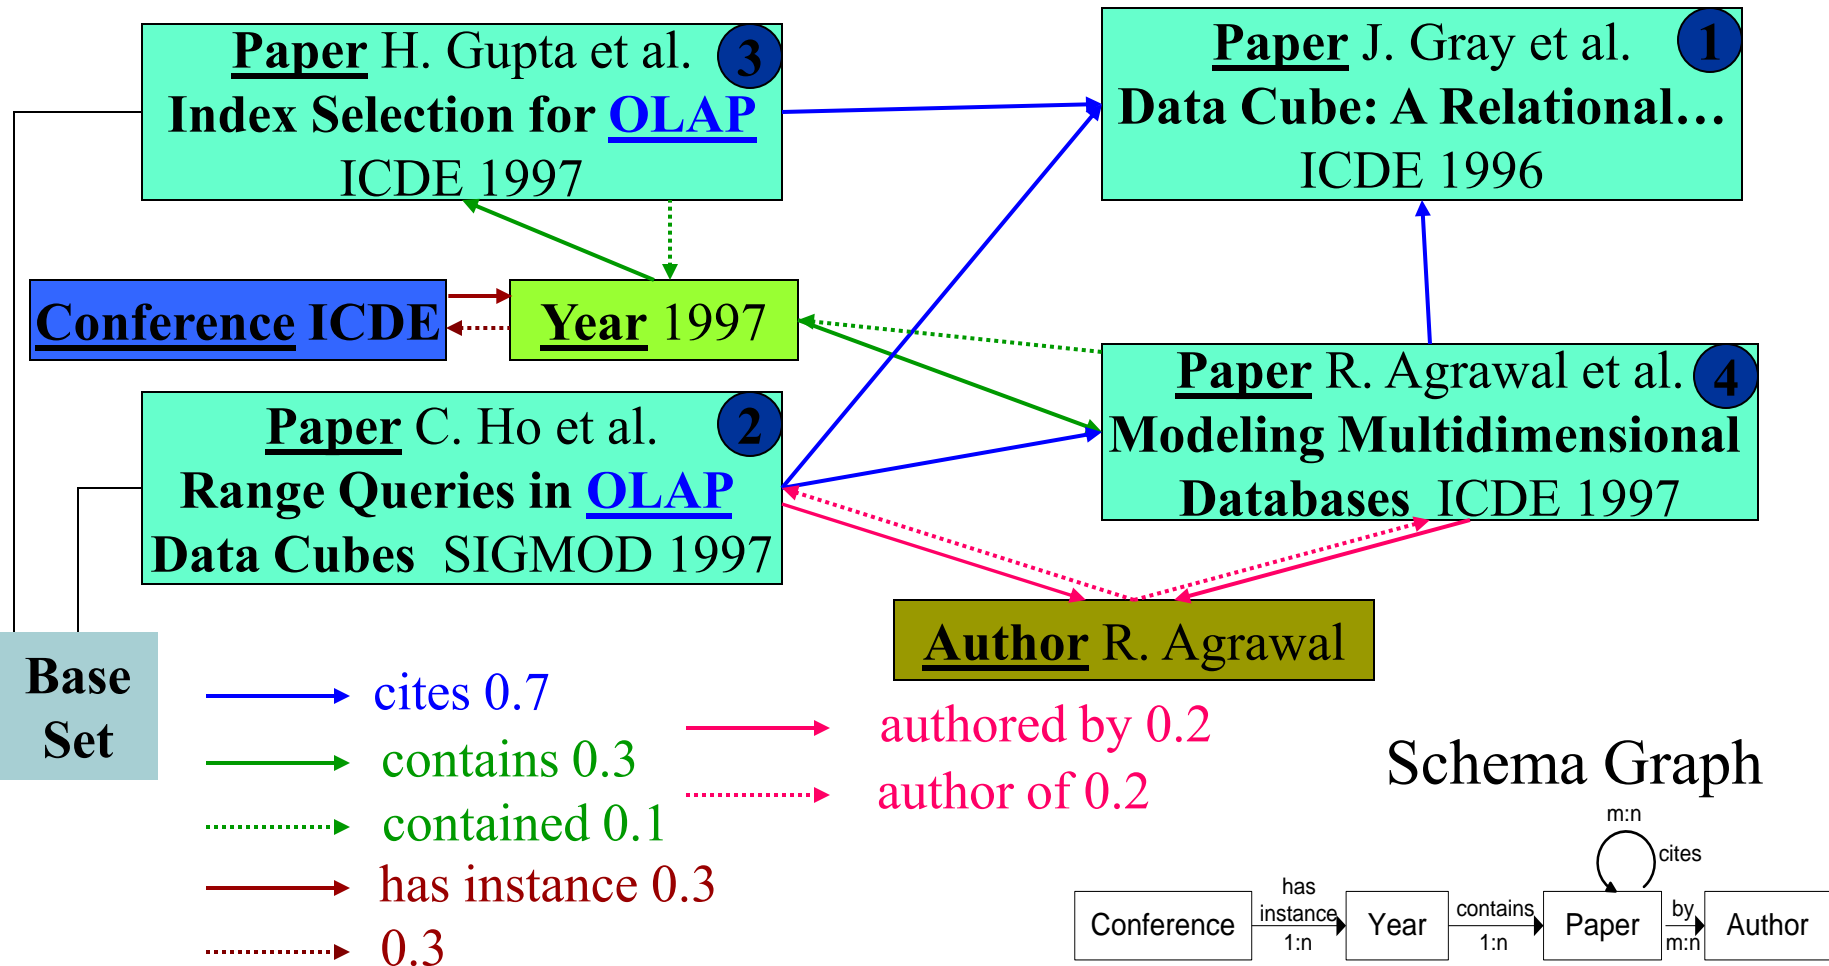 Paper H. Gupta et al. 3
Index Selection for OLAP
ICDE 1997
Paper J. Gray et al. 1
Data Cube: A Relational…
ICDE 1996
Conference ICDE
Year 1997
Paper R. Agrawal et al. 4
Modeling Multidimensional
Databases ICDE 1997
Paper C. Ho et al. 2
Range Queries in OLAP
Data Cubes SIGMOD 1997
Author R. Agrawal
Base
Set
cites 0.7
contains 0.3
contained 0.1
has instance 0.3
0.3
authored by 0.2
author of 0.2
Schema Graph
m:n
cites
Conference
has
instance
1:n
Year
contains
1:n
Paper
by
m:n
Author